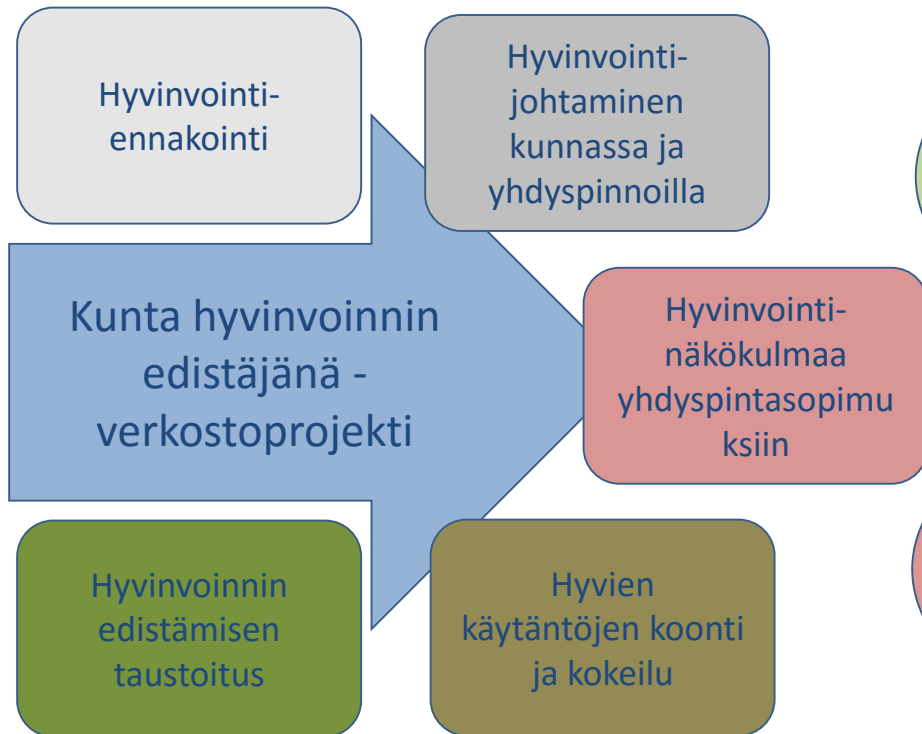 Hyvinvointi-
ennakointi
Hyvinvointi-
johtaminen
kunnassa ja
yhdyspinnoilla
Kunta hyvinvoinnin
edistäjänä -
verkostoprojekti
Hyvinvointi-
näkökulmaa
yhdyspintasopimu
ksiin
Hyvinvoinnin
edistämisen
taustoitus
Hyvien
käytäntöjen koonti
ja kokeilu